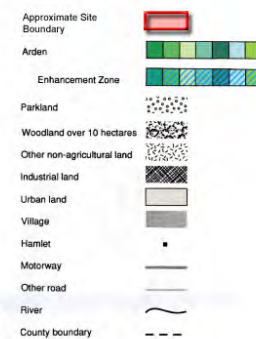 Approximate Site
Boundary
Arden
Enhancement Zone
Parkland
Woodland over 10 hectares
Other non-agricultural land
Industrial land
Urban land
Village
Hamlet
Motorway
Other road
River
County boundary